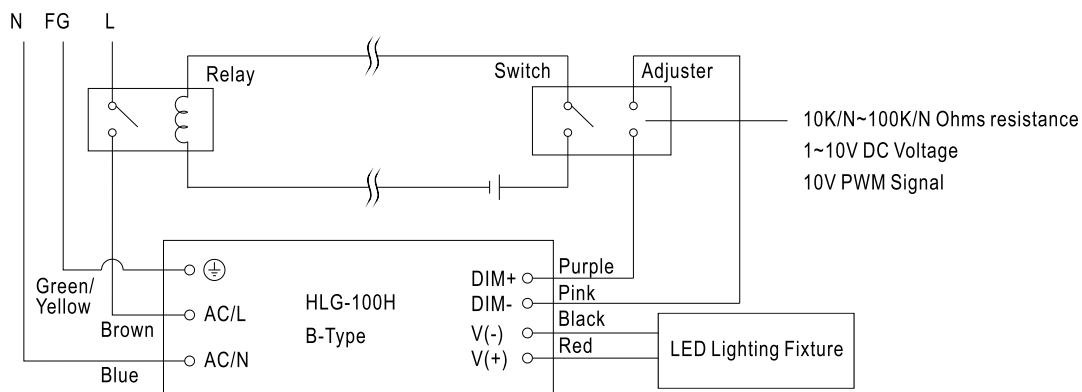 N FG L
Relay
Switch
Adjuster
10K/N~100K/N Ohms resistance
1~10V DC Voltage
10V PWM Signal
Green/
Yellow
Brown
Blue
AC/L
AC/N
HLG-100H
B-Type
DIM+
DIM-
V(-)
V(+)
Purple
Pink
Black
Red
LED Lighting Fixture